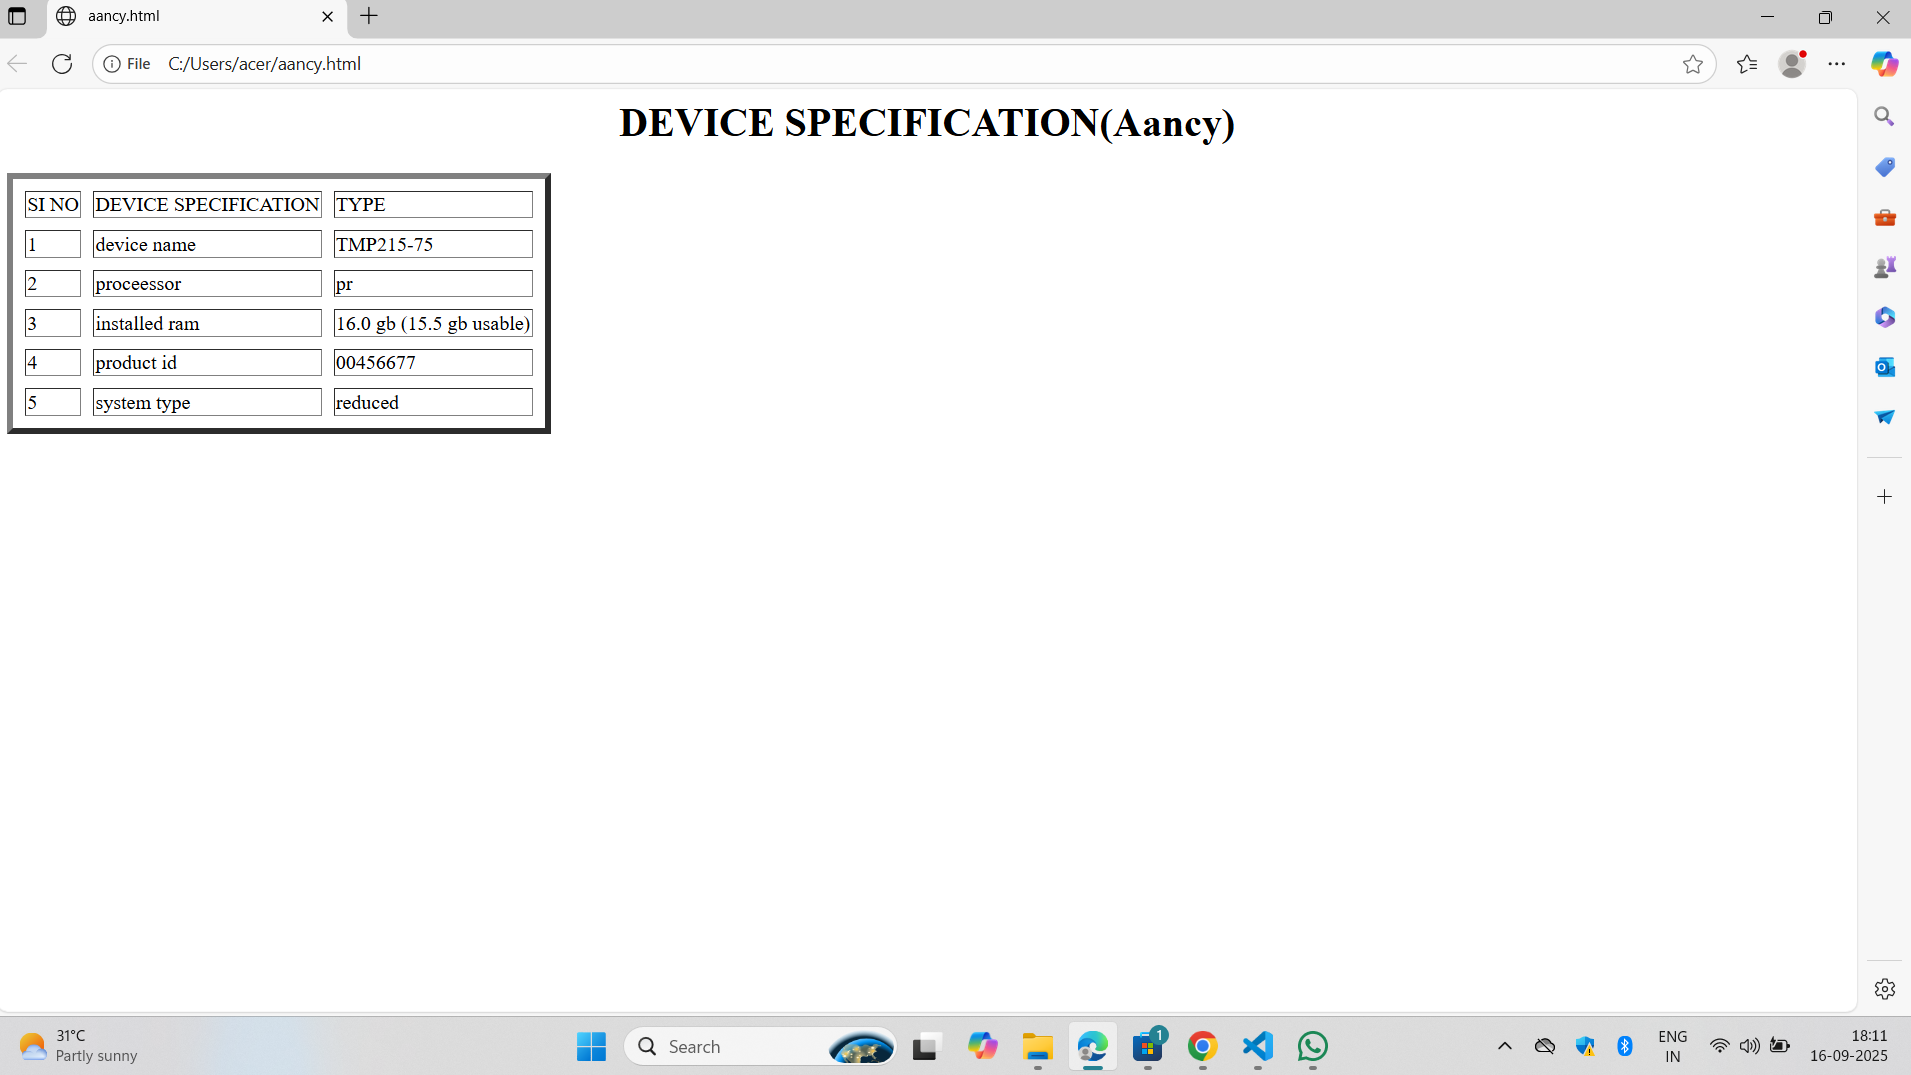 aancy.html
File C:/Users/acer/aancy.html
DEVICE SPECIFICATION(Aancy)
SI NO DEVICE SPECIFICATION TYPE
1 device name TMP215-75
2 proceessor pr
3 installed ram 16.0 gb (15.5 gb usable)
4 product id 00456677
5 system type reduced
31°C
Partly sunny
Search
1
ENG
IN
18:11
16-09-2025